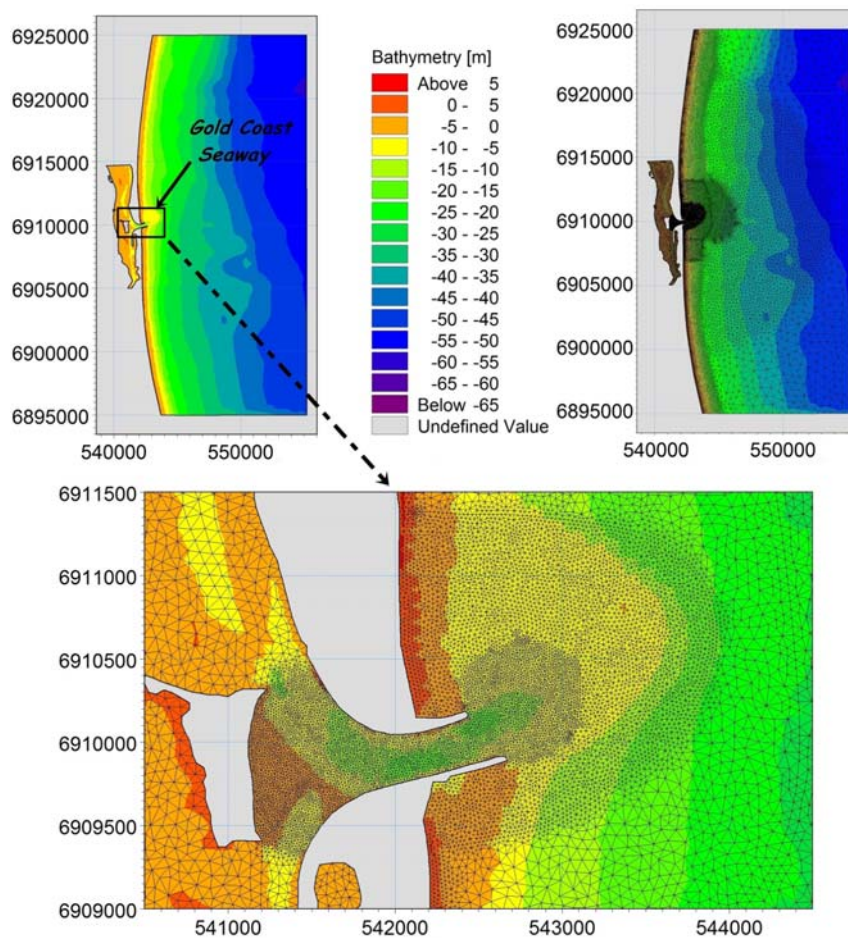 6925000
6920000
6915000
6910000
6905000
6900000
6895000
540000 550000
Gold Coast
Seaway
Bathymetry [m]
Above 5
0 - 5
-5 - 0
-10 - -5
-15 - -10
-20 - -15
-25 - -20
-30 - -25
-35 - -30
-40 - -35
-45 - -40
-50 - -45
-55 - -50
-60 - -55
-65 - -60
Below -65
Undefined Value
6925000
6920000
6915000
6910000
6905000
6900000
6895000
540000 550000
6911500
6911000
6910500
6910000
6909500
6909000
541000 542000 543000 544000